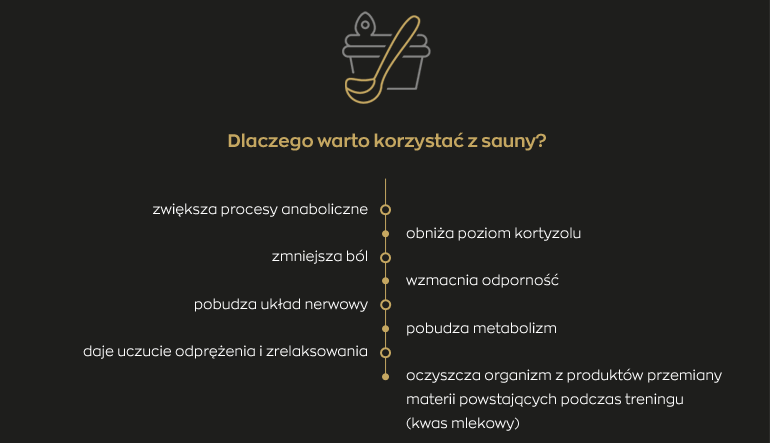 Dlaczego warto korzystać z sauny?
zwiększa procesy anaboliczne
obniża poziom kortyzolu
zmniejsza ból
wzmacnia odporność
pobudza układ nerwowy
pobudza metabolizm
daje uczucie odprężenia i zrelaksowania
oczyszcza organizm z produktów przemiany
materii powstających podczas treningu
(kwas mlekowy)